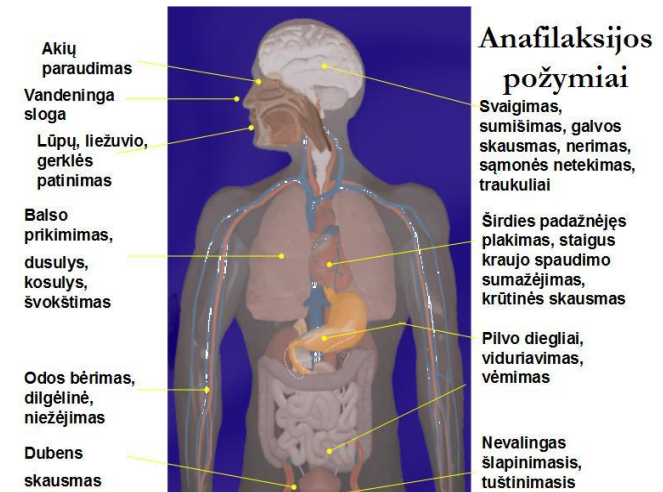 Anafilaksijos
požymiai
Akių
paraudimas
Vandeninga
sloga
Lūpų, liežuvio,
gerklės
patinimas
Balso
prikimimas,
dusulys,
kosulys,
švokštimas
Odos bėrimas,
dilgėlinė,
niežėjimas
Dubens
skausmas
Svaigimas,
sumišimas, galvos
skausmas, nerimas,
sąmonės netekimas,
traukuliai
Širdies padažnėjęs
plakimas, staigus
kraujo spaudimo
sumažėjimas,
krūtinės skausmas
Pilvo diegliai,
viduriavimas,
vėmimas
Nevalingas
šlapinimasis,
tuštinimasis